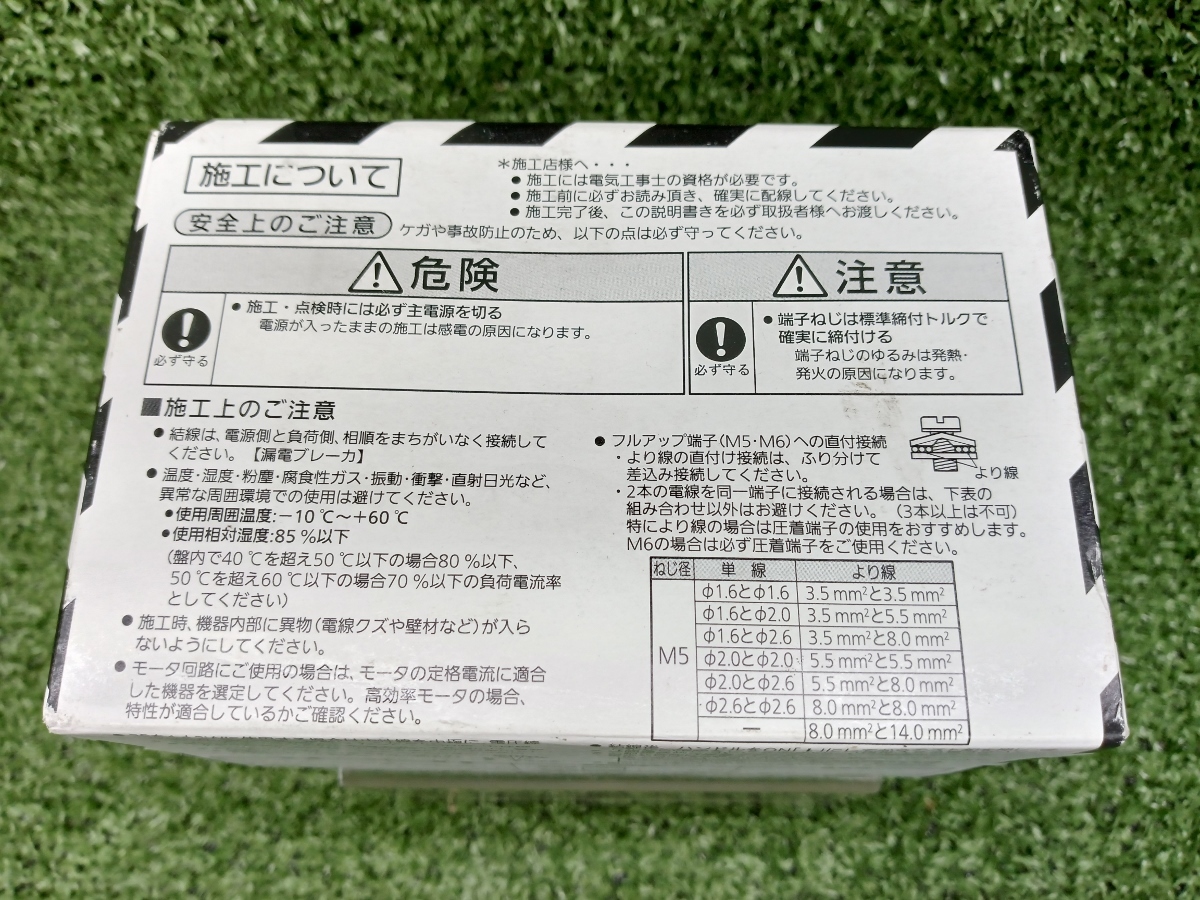 施工について
＊施工店様へ・・・
● 施工には電気工事士の資格が必要です。
● 施工前に必ずお読み頂き、確実に配線してください。
● 施工完了後、この説明書きを必ず取扱者様へお渡しください。
安全上のご注意 ケガや事故防止のため、以下の点は必ず守ってください。
危険
必ず守る
● 施工・点検時には必ず主電源を切る
電源が入ったままの施工は感電の原因になります。
注意
必ず守る
● 端子ねじは標準締付トルクで
確実に締付ける
端子ねじのゆるみは発熱・
発火の原因になります。
■施工上のご注意
● 結線は、電源側と負荷側、相順をまちがいなく接続して
ください。【漏電ブレーカ】
● 温度・湿度・粉塵・腐食性ガス・振動・衝撃・直射日光など、
異常な周囲環境での使用は避けてください。
●使用周囲温度:－10℃～＋60℃
●使用相対湿度:85％以下
(盤内で40℃を超え50℃以下の場合80％以下、
50℃を超え60℃以下の場合70％以下の負荷電流率
としてください)
● 施工時、機器内部に異物(電線クズや壁材など)が入ら
ないようにしてください。
● モータ回路にご使用の場合は、モータの定格電流に適合
した機器を選定してください。高効率モータの場合、
特性が適合しているかご確認ください。
● フルアップ端子(M5・M6)への直付接続
・より線の直付け接続は、ふり分けて
差込み接続してください。
より線
・2本の電線を同一端子に接続される場合は、下表の
組み合わせ以外はお避けください。(3本以上は不可)
特により線の場合は圧着端子の使用をおすすめします。
M6の場合は必ず圧着端子をご使用ください。
ねじ径 単線 より線
M5
φ1.6とφ1.6 3.5mm²と3.5mm²
φ1.6とφ2.0 3.5mm²と5.5mm²
φ1.6とφ2.6 3.5mm²と8.0mm²
φ2.0とφ2.0 5.5mm²と5.5mm²
φ2.0とφ2.6 5.5mm²と8.0mm²
φ2.6とφ2.6 8.0mm²と8.0mm²
― 8.0mm²と14.0mm²